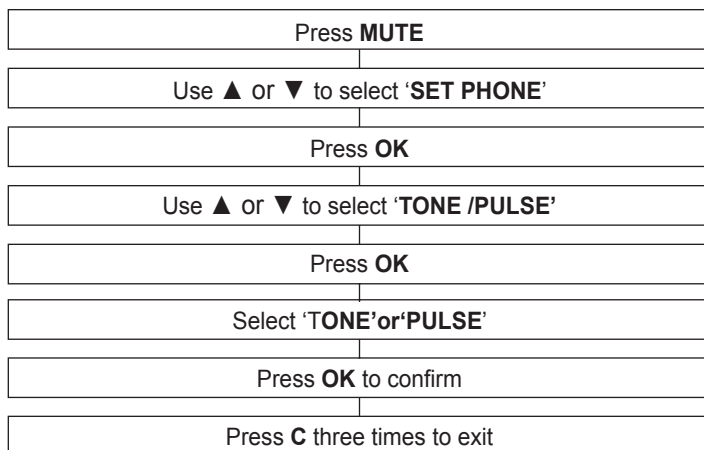 Press MUTE
Use ▲ or ▼ to select ‘SET PHONE’
Press OK
Use ▲ or ▼ to select ‘TONE /PULSE’
Press OK
Select ‘TONE’or‘PULSE’
Press OK to confirm
Press C three times to exit